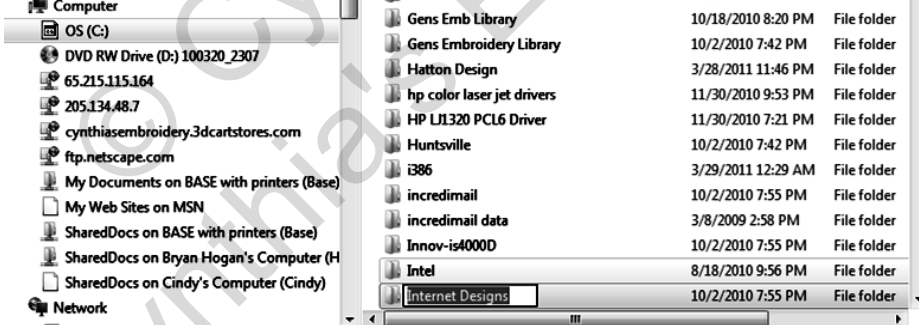 Computer
OS (C:)
DVD RW Drive (D:) 100320_2307
65.215.115.164
205.134.48.7
cynthiasembroidery.3dcartstores.com
ftp.netscape.com
My Documents on BASE with printers (Base)
My Web Sites on MSN
SharedDocs on BASE with printers (Base)
SharedDocs on Bryan Hogan's Computer (H
SharedDocs on Cindy's Computer (Cindy)
Network
Gens Emb Library 10/18/2010 8:20 PM File folder
Gens Embroidery Library 10/2/2010 7:42 PM File folder
Hatton Design 3/28/2011 11:46 PM File folder
hp color laser jet drivers 11/30/2010 9:53 PM File folder
HP LJ1320 PCL6 Driver 11/30/2010 7:21 PM File folder
Huntsville 10/2/2010 7:42 PM File folder
i386 3/29/2011 12:29 AM File folder
incredimail 10/2/2010 7:55 PM File folder
incredimail data 3/8/2009 2:58 PM File folder
Innov-is4000D 10/2/2010 7:55 PM File folder
Intel 8/18/2010 9:56 PM File folder
Internet Designs 10/2/2010 7:55 PM File folder